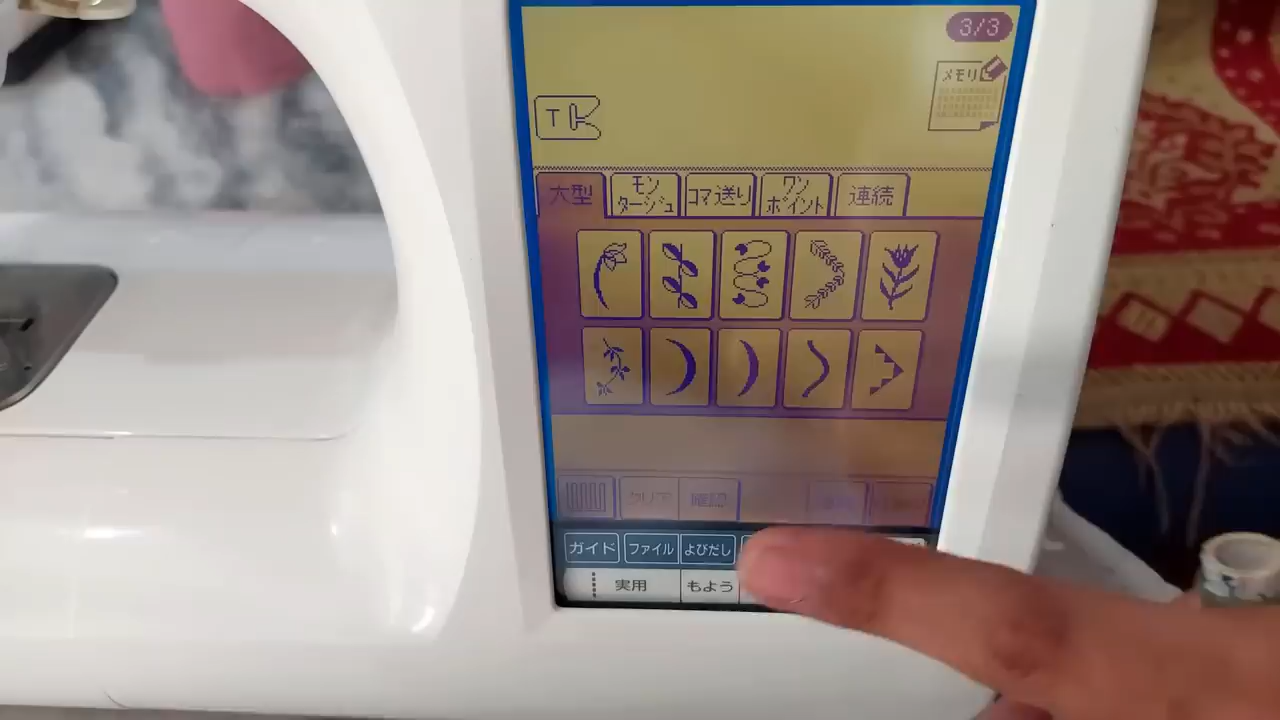 3/3
メモリ
T
大型 モンタージュ コマ送り ワンポイント 連続
クリア 確認
ガイド ファイル よびだし
実用 もよう